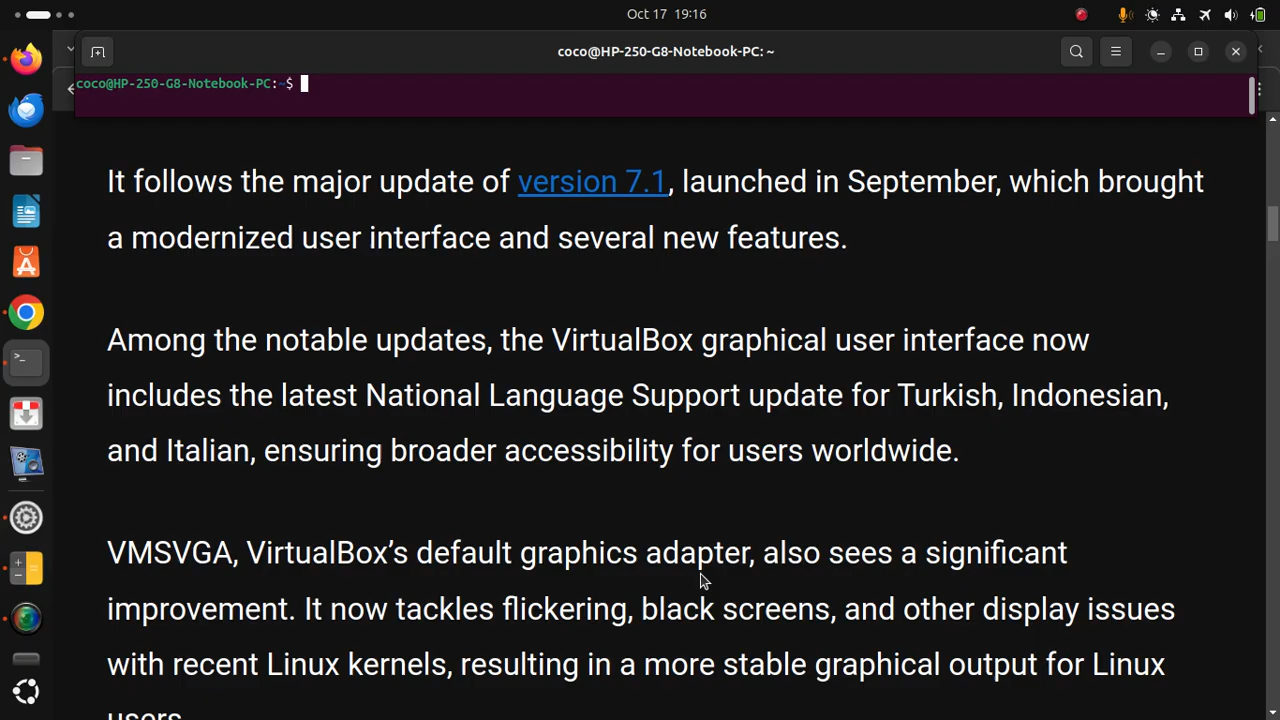 Oct 17 19:16
coco@HP-250-G8-Notebook-PC: ~
coco@HP-250-G8-Notebook-PC:~$
It follows the major update of version 7.1, launched in September, which brought
a modernized user interface and several new features.
Among the notable updates, the VirtualBox graphical user interface now
includes the latest National Language Support update for Turkish, Indonesian,
and Italian, ensuring broader accessibility for users worldwide.
VMSVGA, VirtualBox’s default graphics adapter, also sees a significant
improvement. It now tackles flickering, black screens, and other display issues
with recent Linux kernels, resulting in a more stable graphical output for Linux
users.